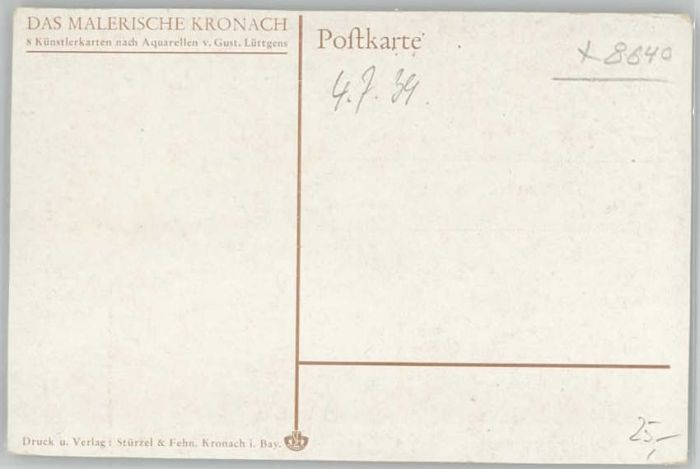 DAS MALERISCHE KRONACH
8 Künstlerkarten nach Aquarellen v. Gust. Lüttgens
Poſtkarte
x 8640
4.7.39.
Druck u. Verlag: Stürzel & Fehn. Kronach i. Bay.
25,-